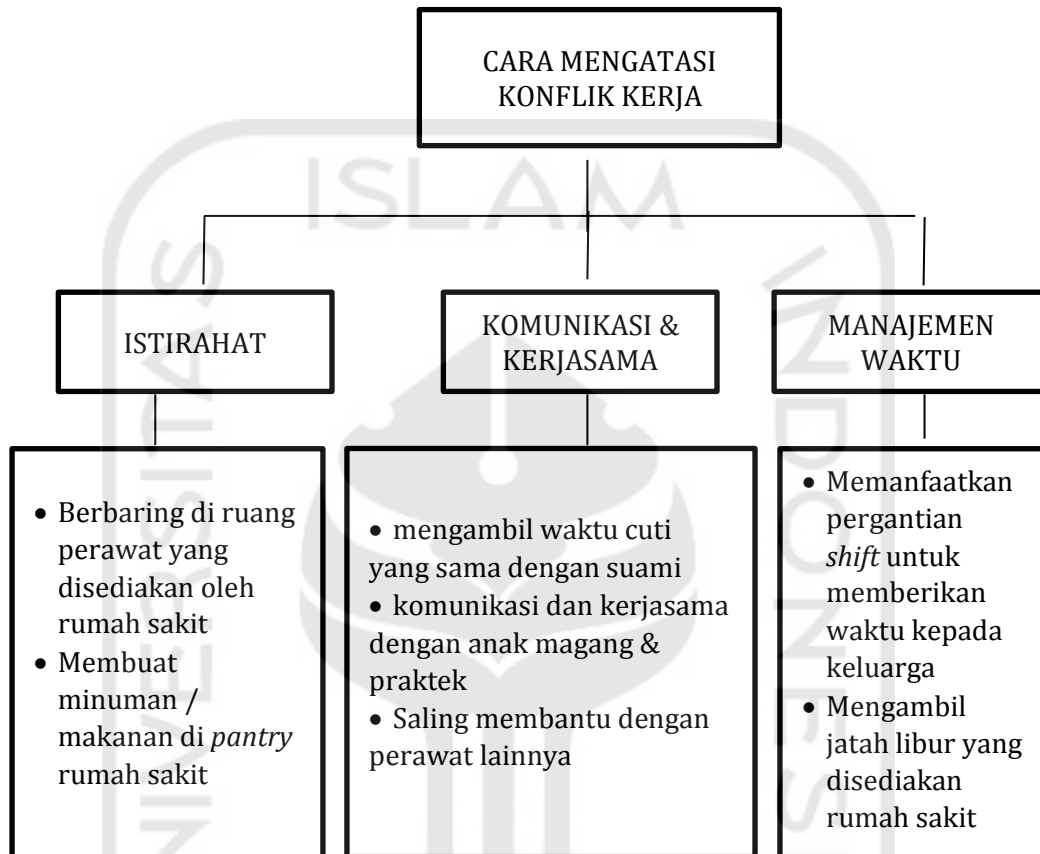 CARA MENGATASI
KONFLIK KERJA
ISTIRAHAT
KOMUNIKASI &
KERJASAMA
MANAJEMEN
WAKTU
• Berbaring di ruang
perawat yang
disediakan oleh
rumah sakit
• Membuat
minuman /
makanan di pantry
rumah sakit
• mengambil waktu cuti
yang sama dengan suami
• komunikasi dan kerjasama
dengan anak magang &
praktek
• Saling membantu dengan
perawat lainnya
• Memanfaatkan
pergantian
shift untuk
memberikan
waktu kepada
keluarga
• Mengambil
jatah libur yang
disediakan
rumah sakit
ISLAM
NIVERSITAS
INDONES